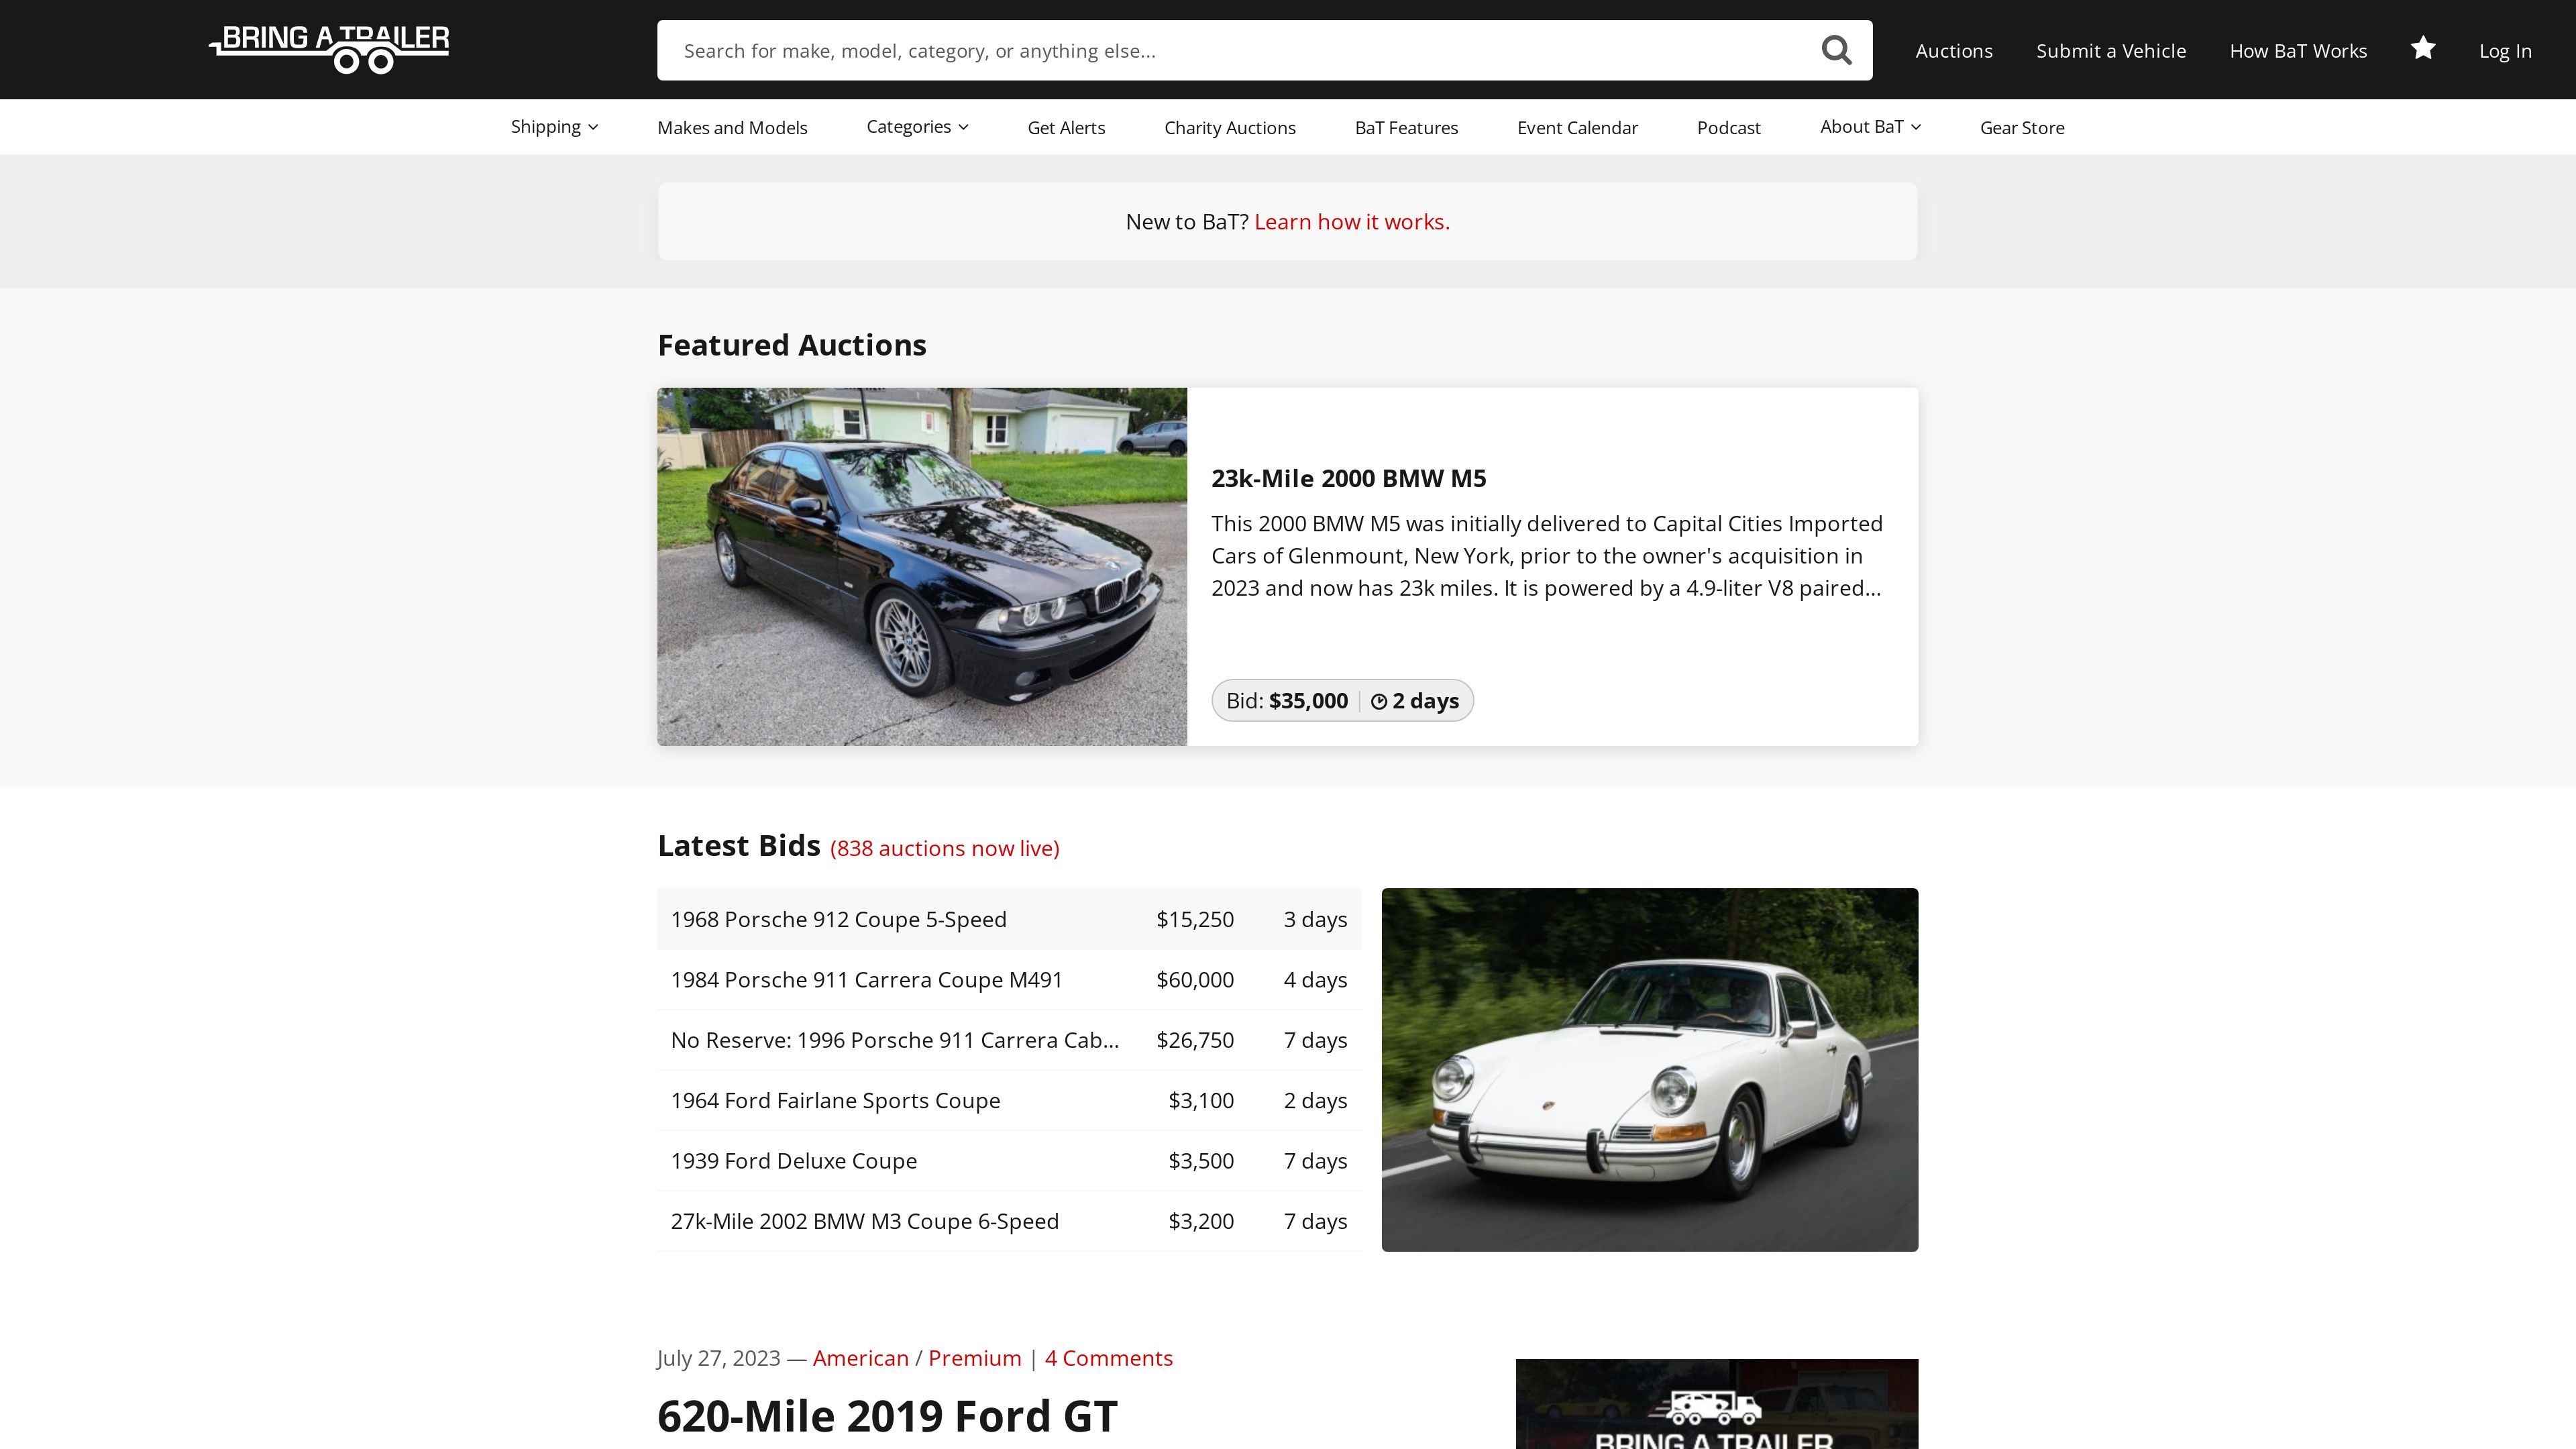 BRING A TRAILER
Search for make, model, category, or anything else...
Auctions
Submit a Vehicle
How BaT Works
Log In
Shipping
Makes and Models
Categories
Get Alerts
Charity Auctions
BaT Features
Event Calendar
Podcast
About BaT
Gear Store
New to BaT? Learn how it works.
Featured Auctions
23k-Mile 2000 BMW M5
This 2000 BMW M5 was initially delivered to Capital Cities Imported
Cars of Glenmount, New York, prior to the owner's acquisition in
2023 and now has 23k miles. It is powered by a 4.9-liter V8 paired...
Bid: $35,000 | 2 days
Latest Bids (838 auctions now live)
1968 Porsche 912 Coupe 5-Speed $15,250 3 days
1984 Porsche 911 Carrera Coupe M491 $60,000 4 days
No Reserve: 1996 Porsche 911 Carrera Cab... $26,750 7 days
1964 Ford Fairlane Sports Coupe $3,100 2 days
1939 Ford Deluxe Coupe $3,500 7 days
27k-Mile 2002 BMW M3 Coupe 6-Speed $3,200 7 days
July 27, 2023 — American / Premium | 4 Comments
620-Mile 2019 Ford GT
BRING A TRAILER